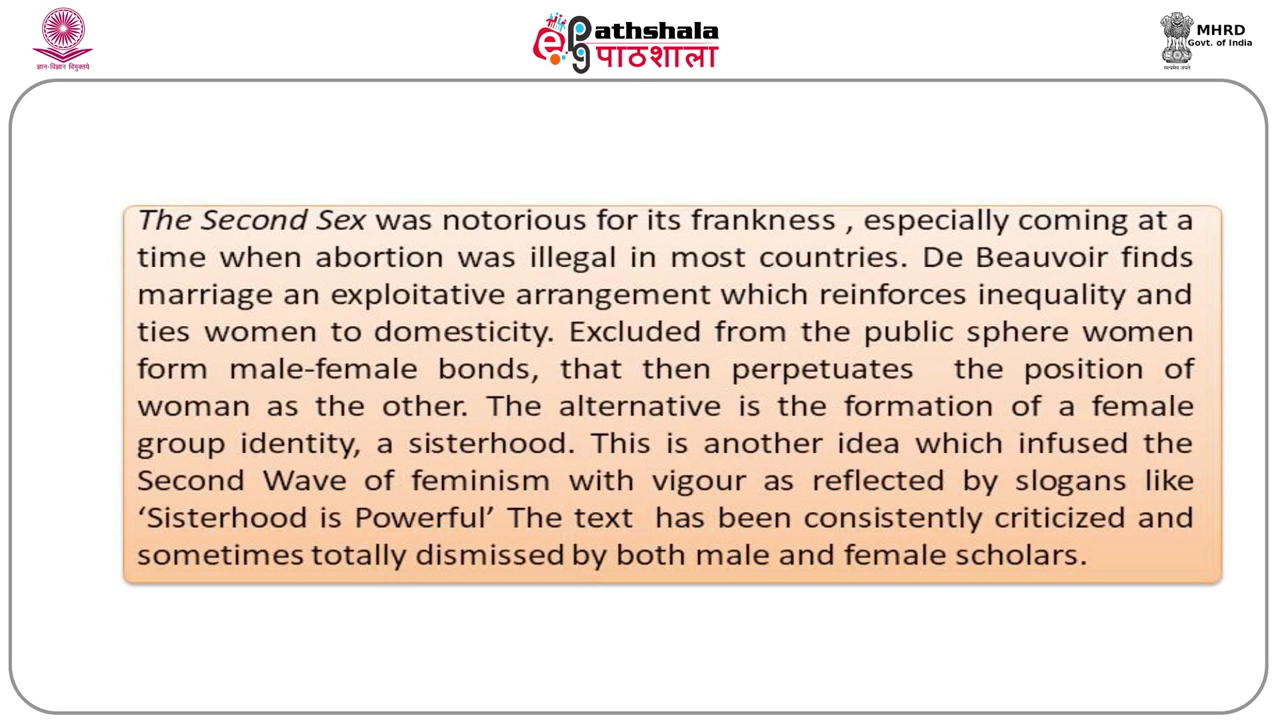 ज्ञान-विज्ञान विमुक्तये
ePG athshala
पाठशाला
MHRD
Govt. of India
सत्यमेव जयते
The Second Sex was notorious for its frankness , especially coming at a
time when abortion was illegal in most countries. De Beauvoir finds
marriage an exploitative arrangement which reinforces inequality and
ties women to domesticity. Excluded from the public sphere women
form male-female bonds, that then perpetuates the position of
woman as the other. The alternative is the formation of a female
group identity, a sisterhood. This is another idea which infused the
Second Wave of feminism with vigour as reflected by slogans like
‘Sisterhood is Powerful’ The text has been consistently criticized and
sometimes totally dismissed by both male and female scholars.